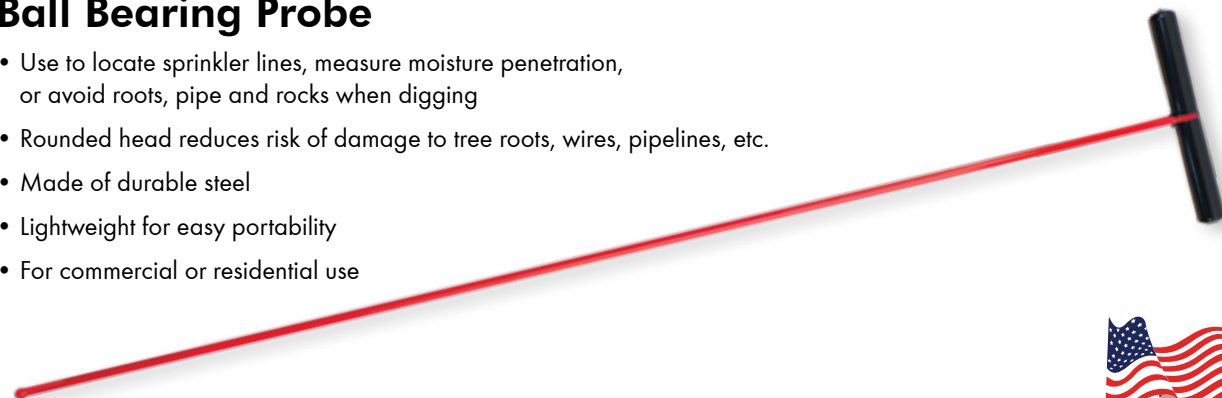 Ball Bearing Probe
• Use to locate sprinkler lines, measure moisture penetration,
or avoid roots, pipe and rocks when digging
• Rounded head reduces risk of damage to tree roots, wires, pipelines, etc.
• Made of durable steel
• Lightweight for easy portability
• For commercial or residential use